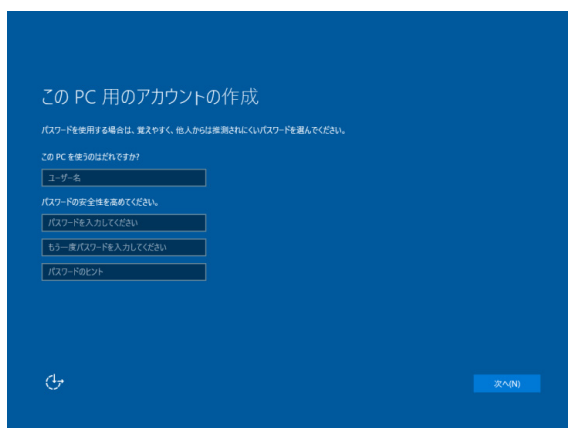 この PC 用のアカウントの作成
パスワードを使用する場合は、覚えやすく、他人からは推測されにくいパスワードを選んでください。
この PC を使うのはだれですか?
ユーザー名
パスワードの安全性を高めてください。
パスワードを入力してください
もう一度パスワードを入力してください
パスワードのヒント
次へ(N)